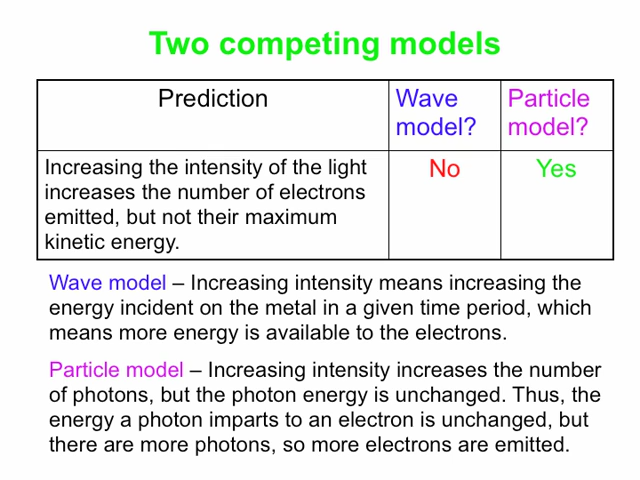 Two competing models
Prediction
Wave model?
Particle model?
Increasing the intensity of the light
increases the number of electrons
emitted, but not their maximum
kinetic energy.
No
Yes
Wave model – Increasing intensity means increasing the
energy incident on the metal in a given time period, which
means more energy is available to the electrons.
Particle model – Increasing intensity increases the number
of photons, but the photon energy is unchanged. Thus, the
energy a photon imparts to an electron is unchanged, but
there are more photons, so more electrons are emitted.